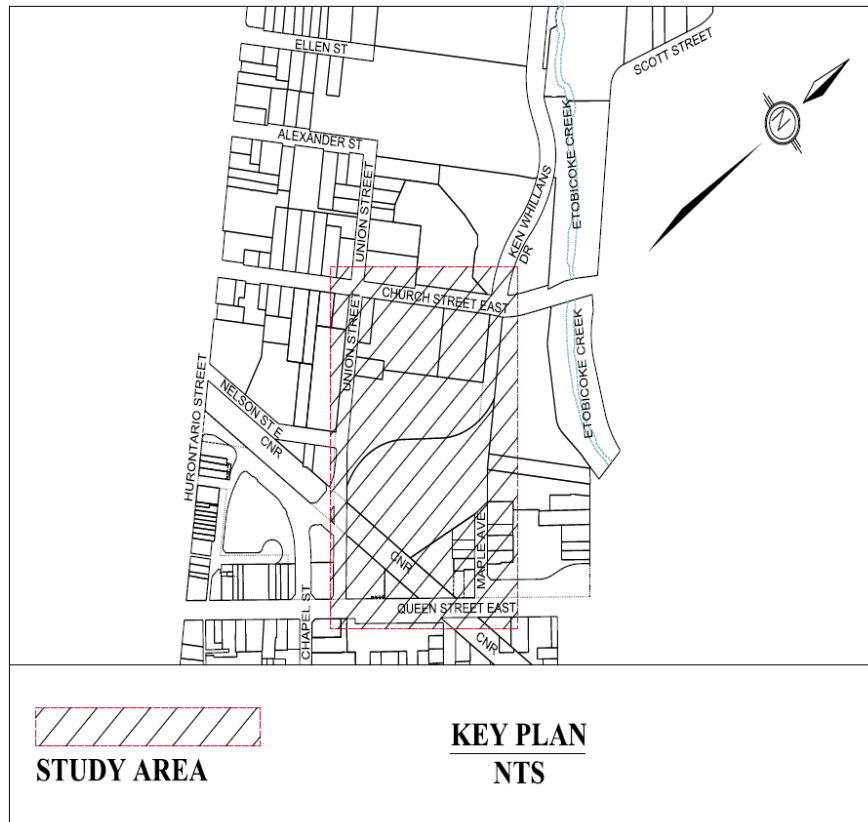 ELLEN ST
SCOTT STREET
ALEXANDER ST
N
ETOBICOKE CREEK
UNION STREET
KEN WHILLANS
DR
CHURCH STREET EAST
UNION STREET
ETOBICOKE CREEK
HURONTARIO STREET
NELSON ST E
CNR
CNR
MAPLE AVE
CHAPEL ST
QUEEN STREET EAST
CNR
STUDY AREA
KEY PLAN
NTS